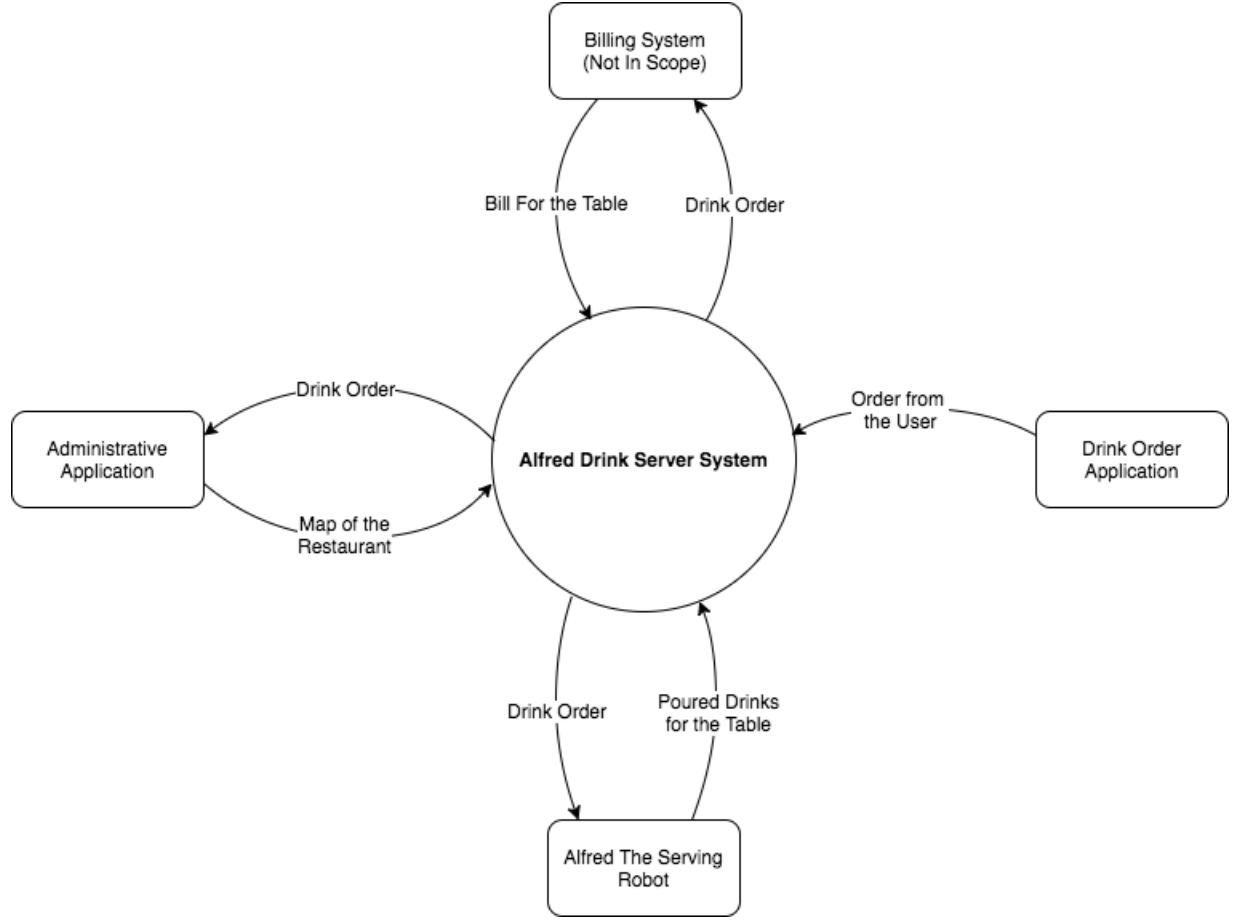 Billing System
(Not In Scope)
Bill For the Table
Drink Order
Drink Order
Order from
the User
Administrative
Application
Alfred Drink Server System
Drink Order
Application
Map of the
Restaurant
Drink Order
Poured Drinks
for the Table
Alfred The Serving
Robot